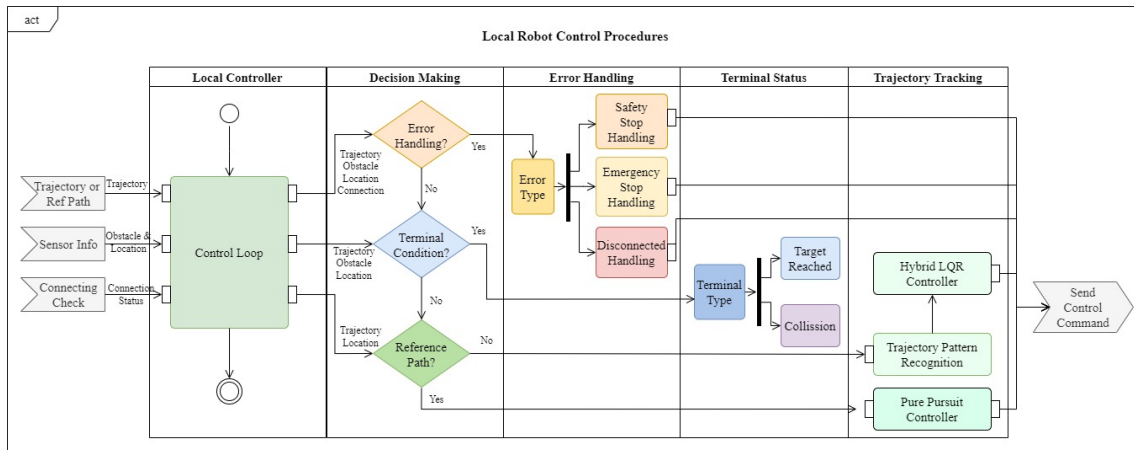 act
Local Robot Control Procedures
Local Controller
Decision Making
Error Handling
Terminal Status
Trajectory Tracking
Trajectory or
Ref Path
Trajectory
Sensor Info
Obstacle &
Location
Connecting
Check
Connection
Status
Control Loop
Trajectory
Obstacle
Location
Connection
Error
Handling?
Yes
No
Trajectory
Obstacle
Location
Terminal
Condition?
Yes
No
Trajectory
Location
Reference
Path?
No
Yes
Error
Type
Safety
Stop
Handling
Emergency
Stop
Handling
Disconnected
Handling
Terminal
Type
Target
Reached
Collission
Hybrid LQR
Controller
Trajectory Pattern
Recognition
Pure Pursuit
Controller
Send
Control
Command